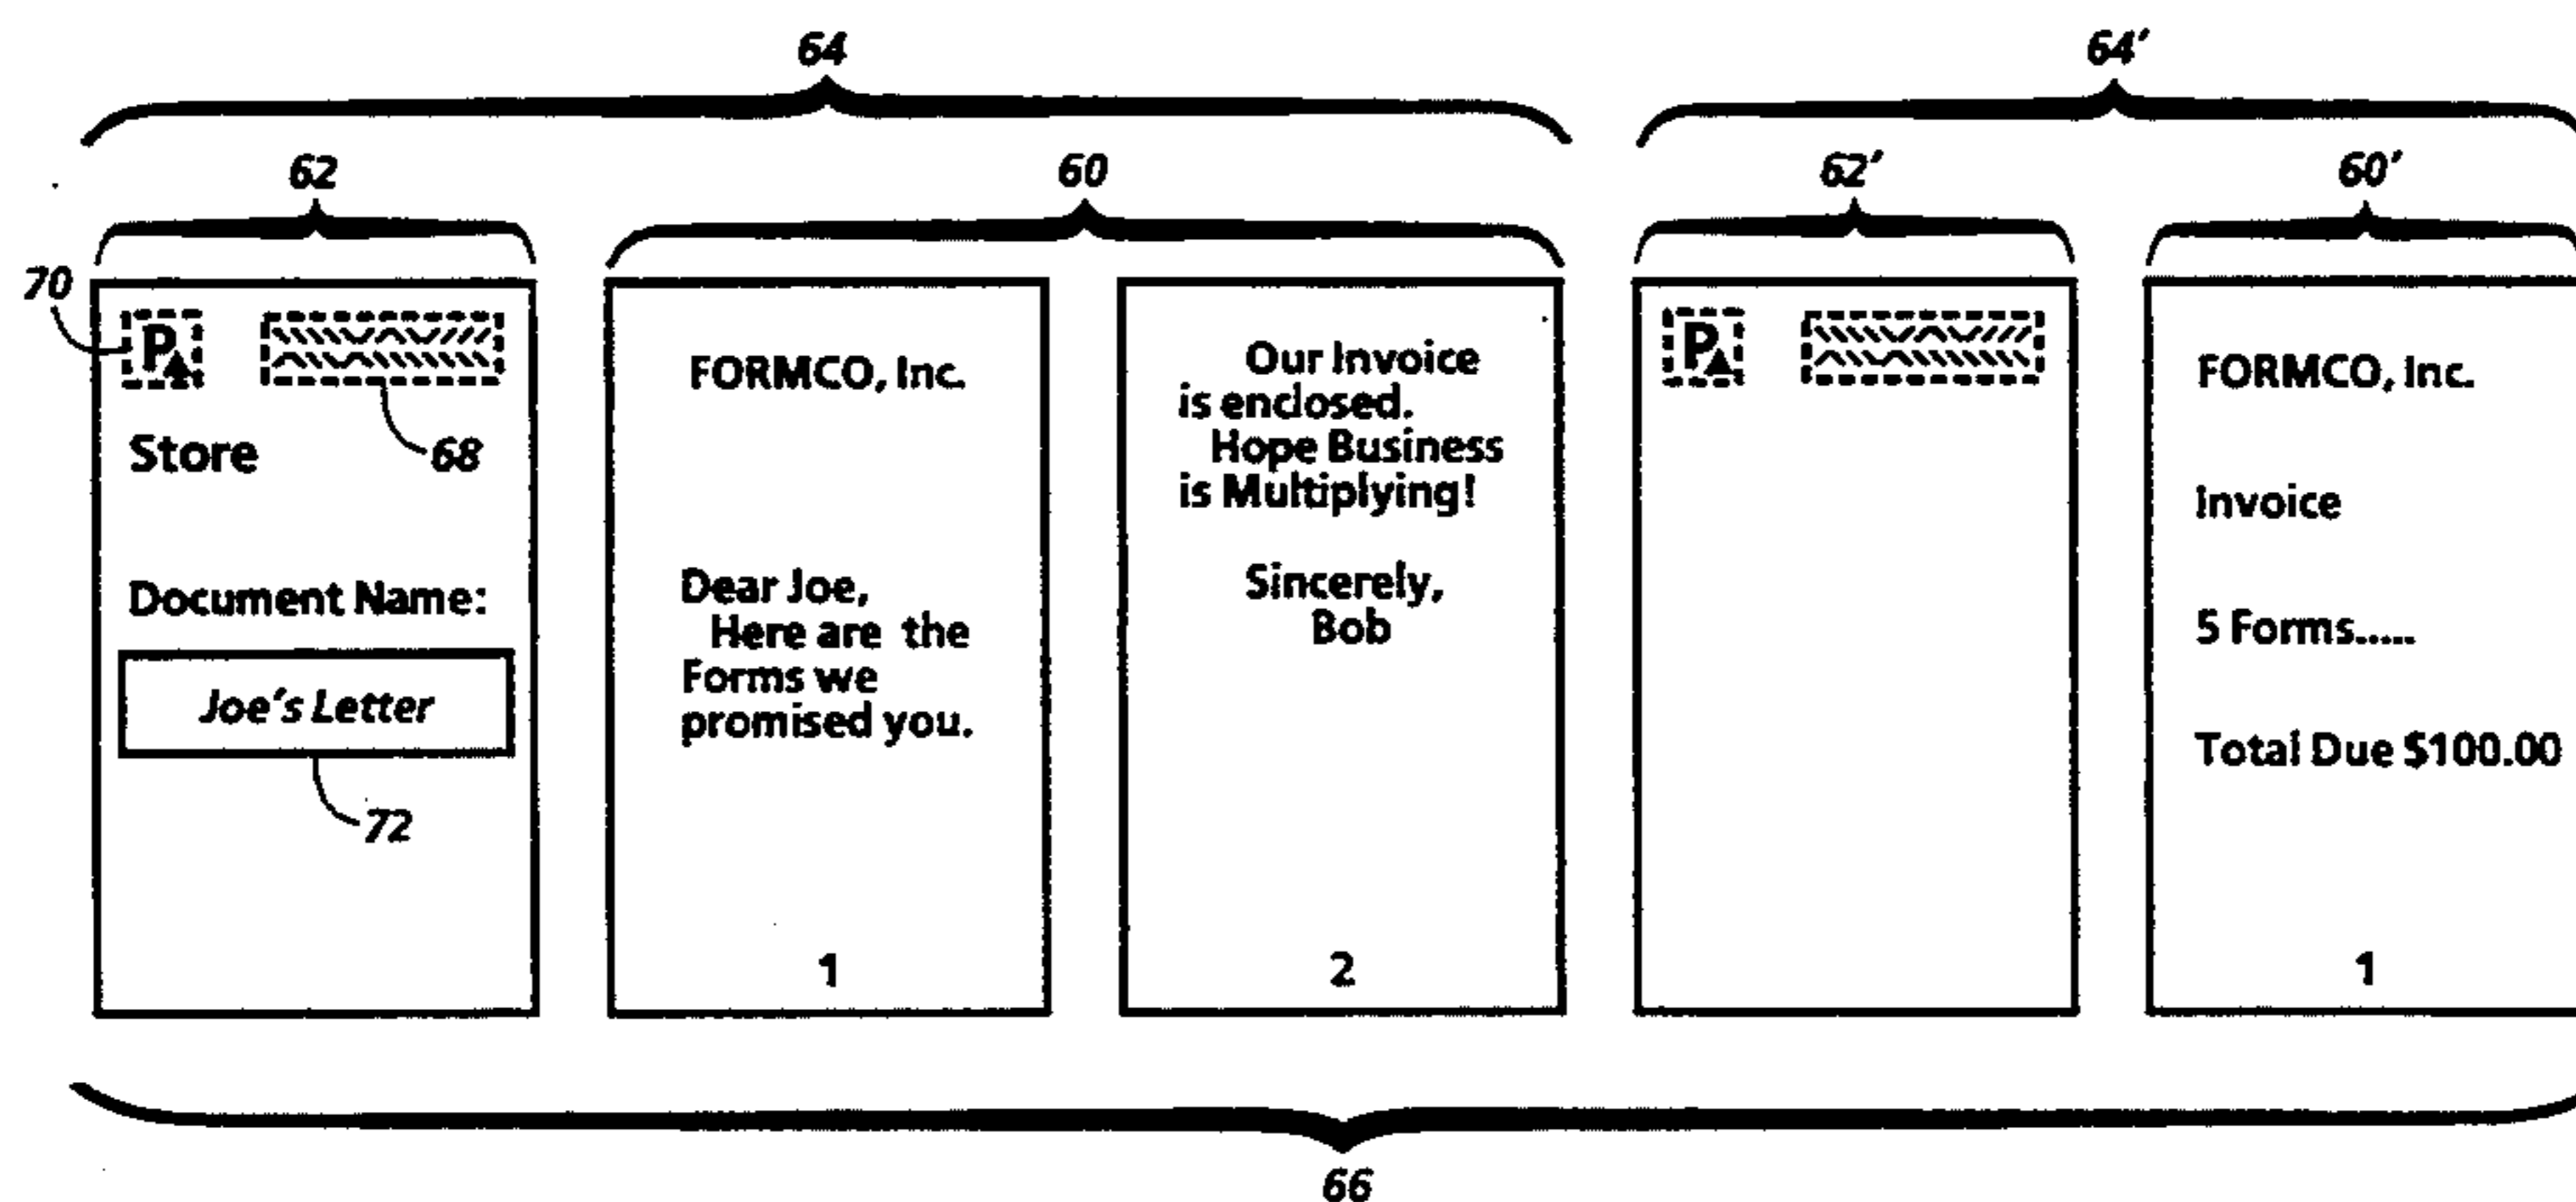 64
64'
62
60
62'
60'
70
P
68
Store
Document Name:
Joe's Letter
72
FORMCO, Inc.
Dear Joe,
Here are the
Forms we
promised you.
1
Our Invoice
is enclosed.
Hope Business
is Multiplying!
Sincerely,
Bob
2
P
FORMCO, Inc.
Invoice
5 Forms.....
Total Due $100.00
1
66